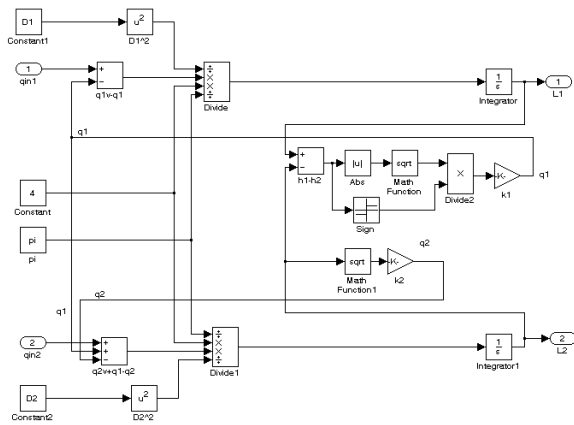 D1
Constant1
u²
D1^2
1
qin1
+
−
q1v-q1
÷
×
×
÷
Divide
1
s
Integrator
1
L1
q1
+
−
h1-h2
|u|
Abs
sqrt
Math
Function
×
Divide2
-K-
k1
q1
Sign
4
Constant
pi
pi
sqrt
Math
Function1
-K-
k2
q2
q2
q1
2
qin2
+
+
−
q2v+q1-q2
÷
×
×
÷
Divide1
1
s
Integrator1
2
L2
D2
Constant2
u²
D2^2